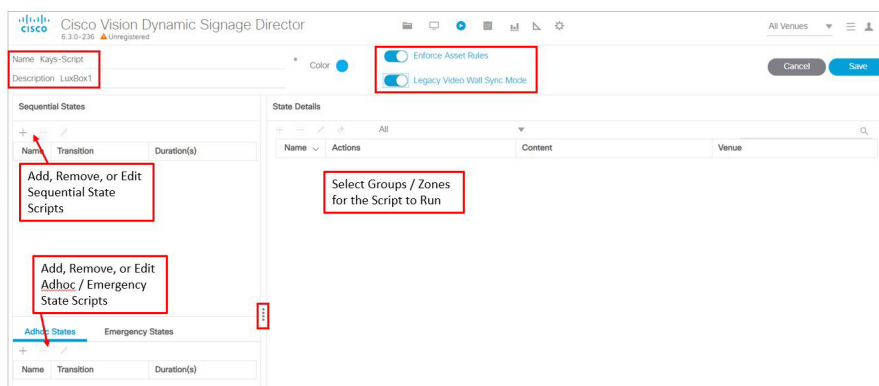 CISCO
Cisco Vision Dynamic Signage Director
6.3.0-236 Unregistered
All Venues
Name Kays-Script
*
Color
Enforce Asset Rules
Description LuxBox1
Legacy Video Wall Sync Mode
Cancel
Save
Sequential States
State Details
All
Name Transition Duration(s)
Name Actions Content Venue
Add, Remove, or Edit
Sequential State
Scripts
Select Groups / Zones
for the Script to Run
Add, Remove, or Edit
Adhoc / Emergency
State Scripts
Adhoc States Emergency States
Name Transition Duration(s)